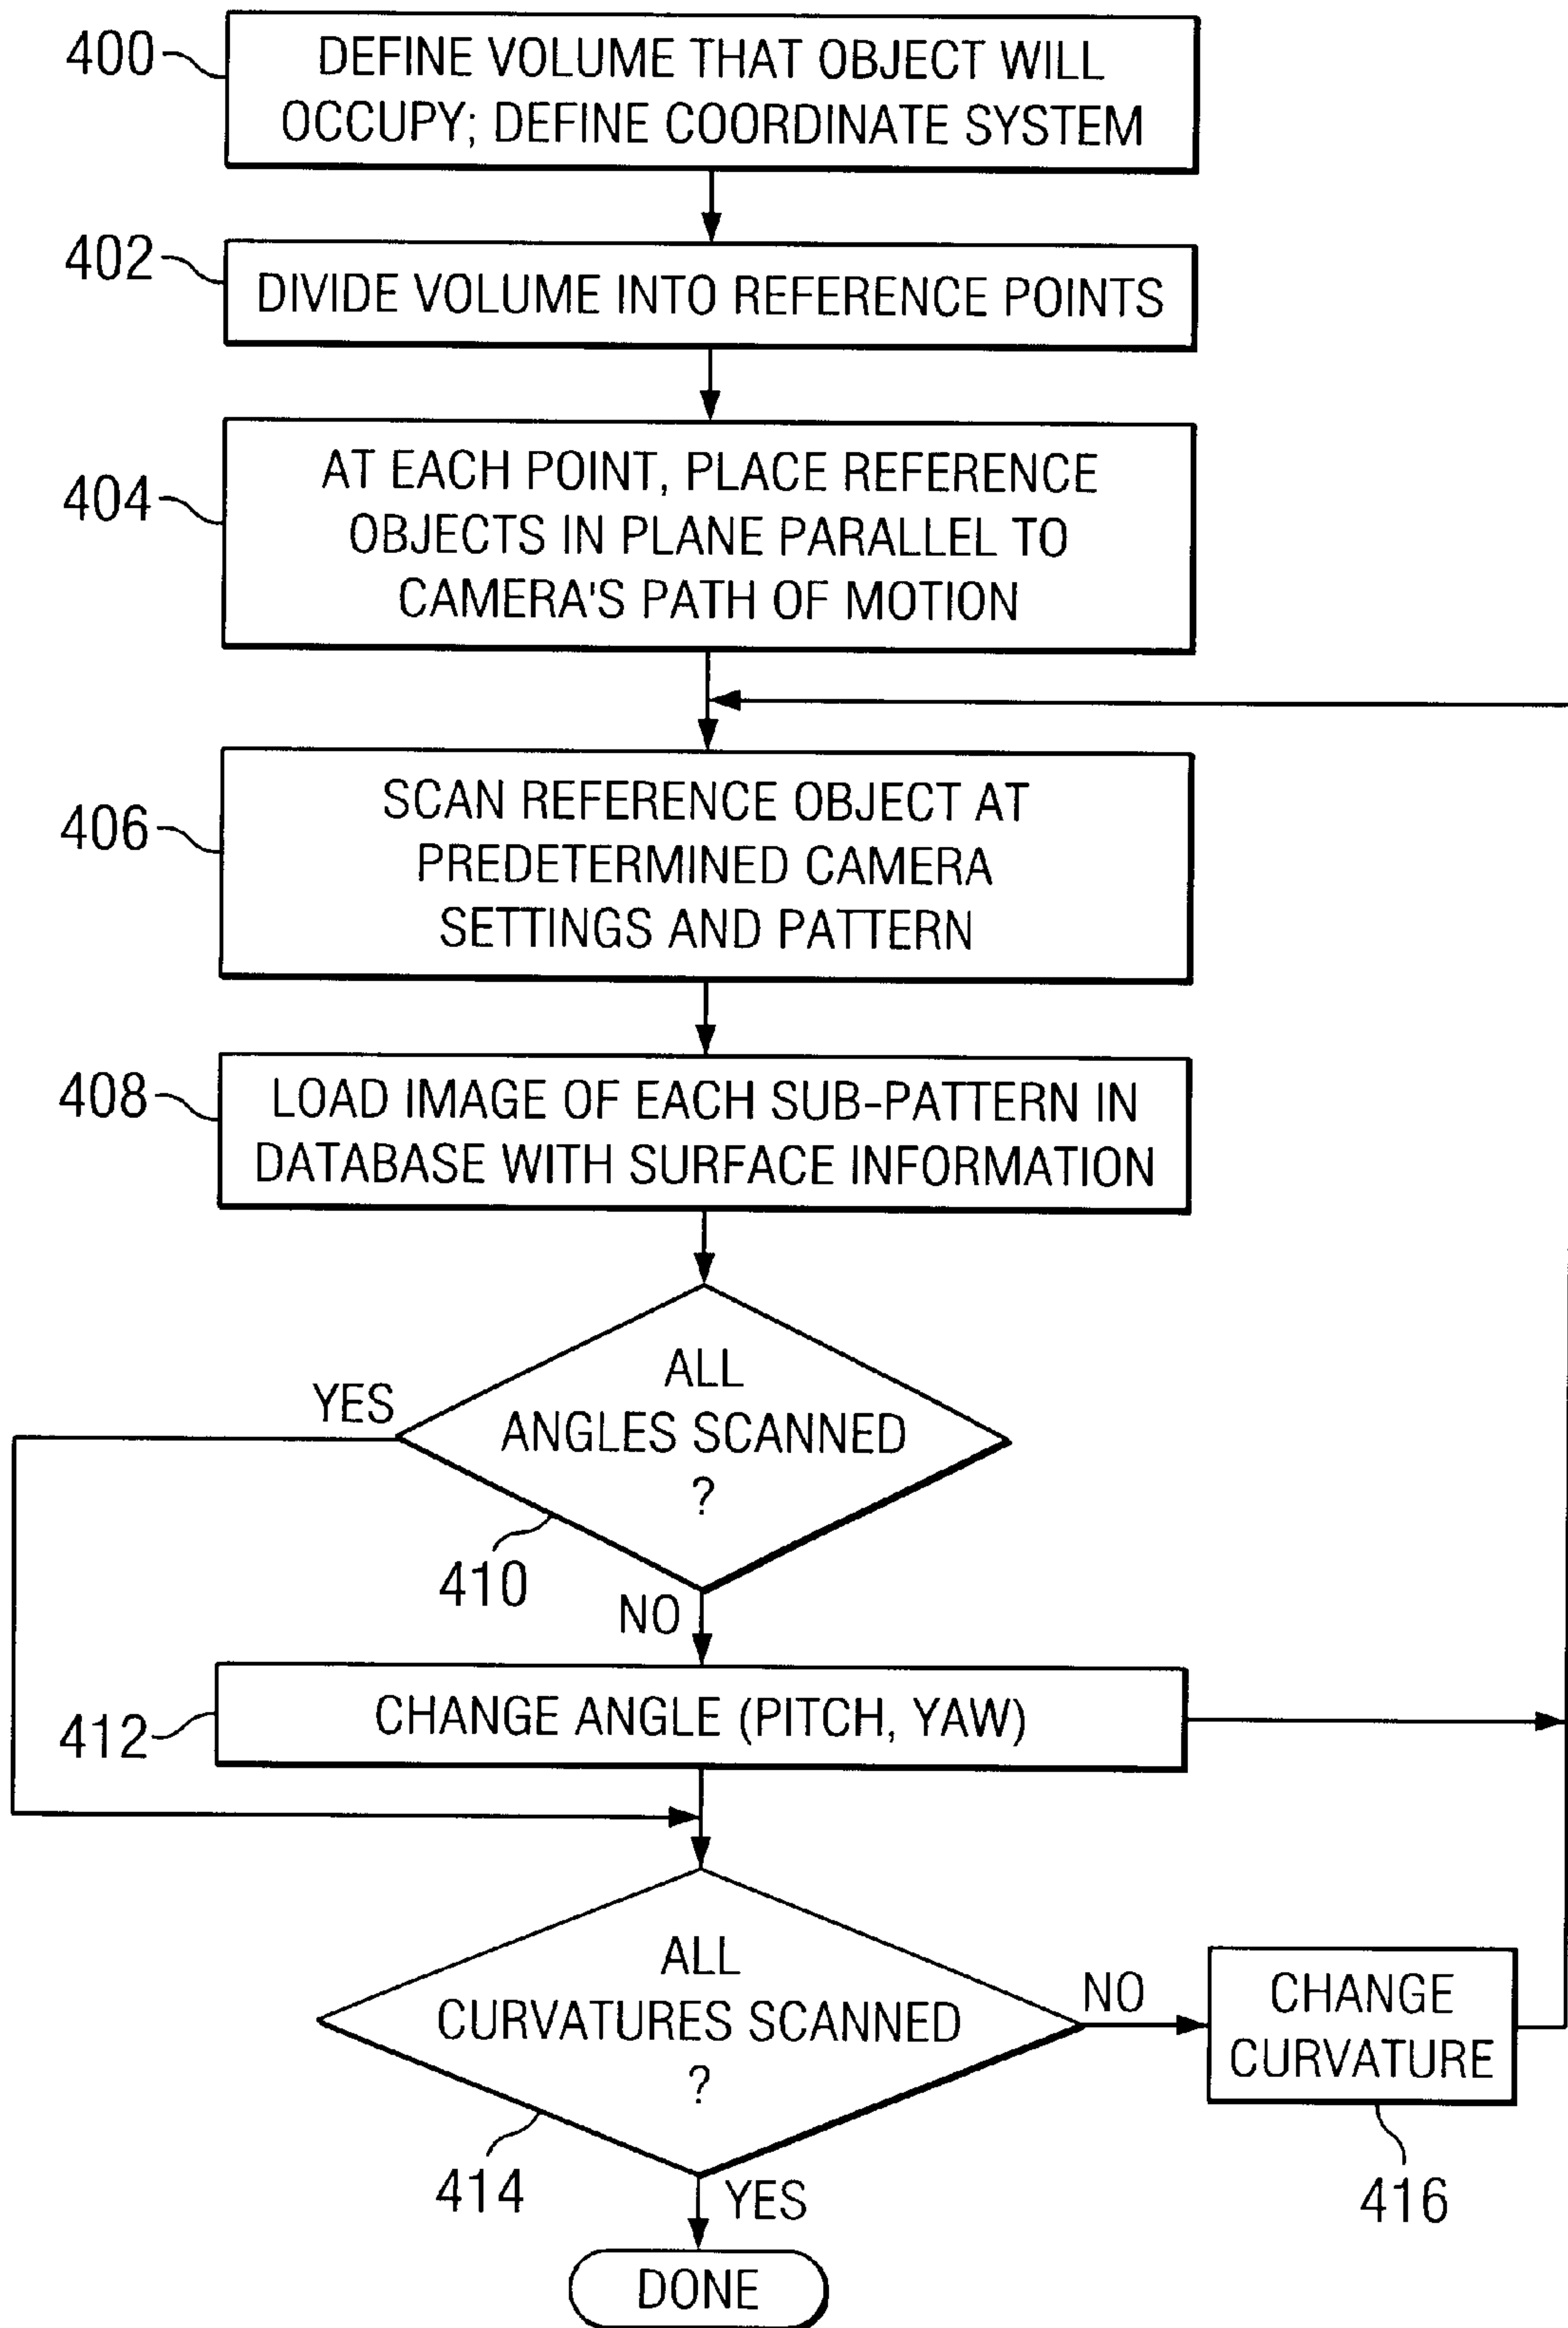 400
DEFINE VOLUME THAT OBJECT WILL
OCCUPY; DEFINE COORDINATE SYSTEM
402
DIVIDE VOLUME INTO REFERENCE POINTS
404
AT EACH POINT, PLACE REFERENCE
OBJECTS IN PLANE PARALLEL TO
CAMERA'S PATH OF MOTION
406
SCAN REFERENCE OBJECT AT
PREDETERMINED CAMERA
SETTINGS AND PATTERN
408
LOAD IMAGE OF EACH SUB-PATTERN IN
DATABASE WITH SURFACE INFORMATION
YES
ALL
ANGLES SCANNED
?
410
NO
412
CHANGE ANGLE (PITCH, YAW)
ALL
CURVATURES SCANNED
?
414
NO
CHANGE
CURVATURE
416
YES
DONE